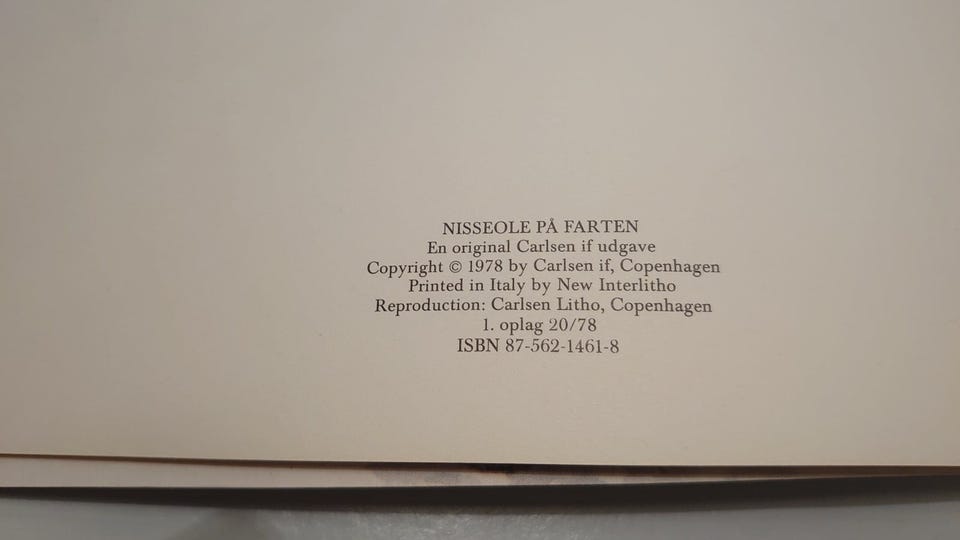 NISSEOLE PÅ FARTEN
En original Carlsen if udgave
Copyright © 1978 by Carlsen if, Copenhagen
Printed in Italy by New Interlitho
Reproduction: Carlsen Litho, Copenhagen
1. oplag 20/78
ISBN 87-562-1461-8